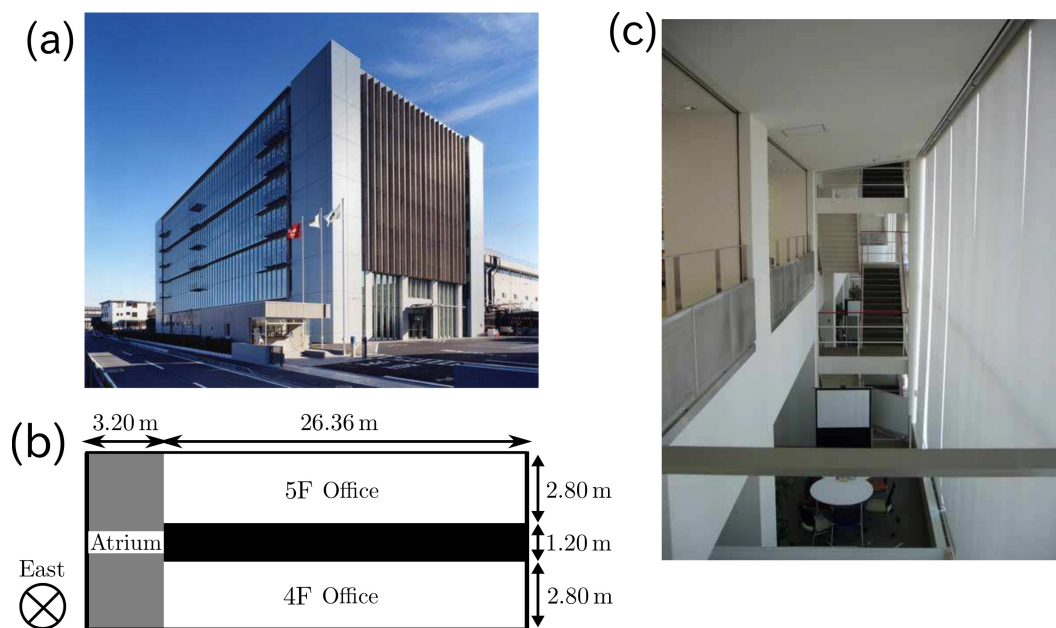 (a)
(c)
(b)
3.20 m
26.36 m
5F Office
2.80 m
Atrium
1.20 m
East
4F Office
2.80 m